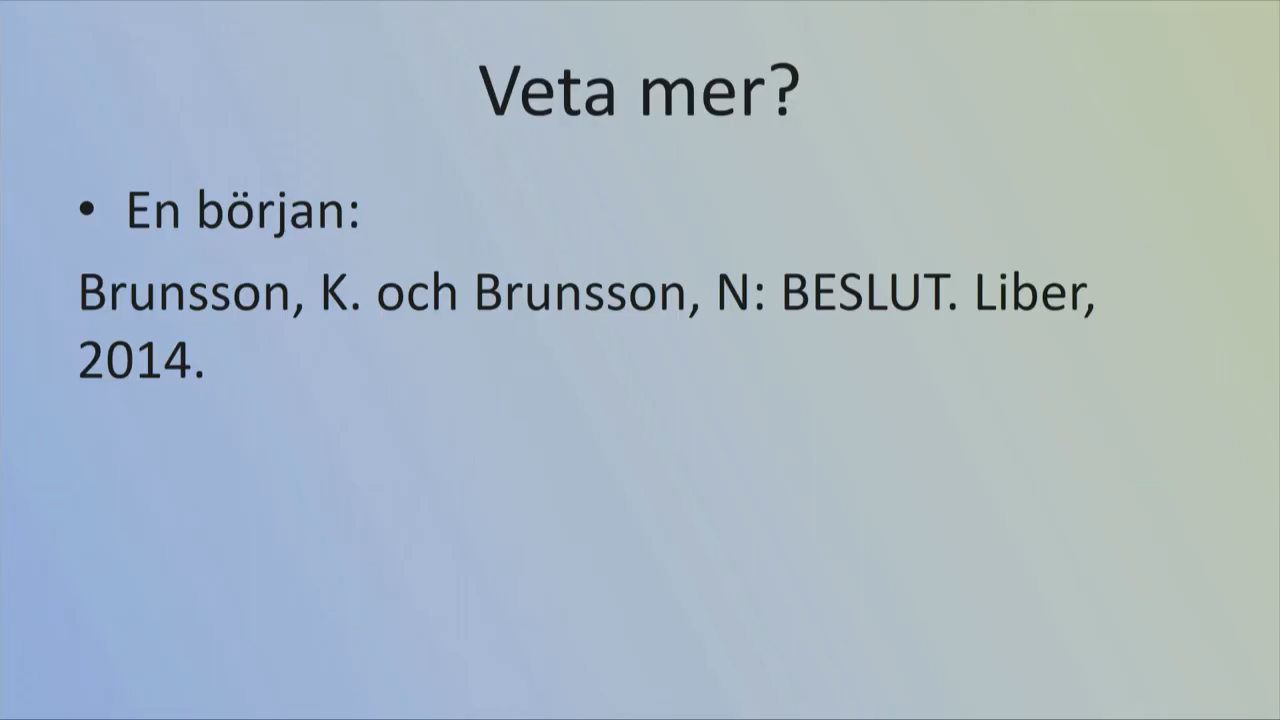 Veta mer?
• En början:
Brunsson, K. och Brunsson, N: BESLUT. Liber,
2014.